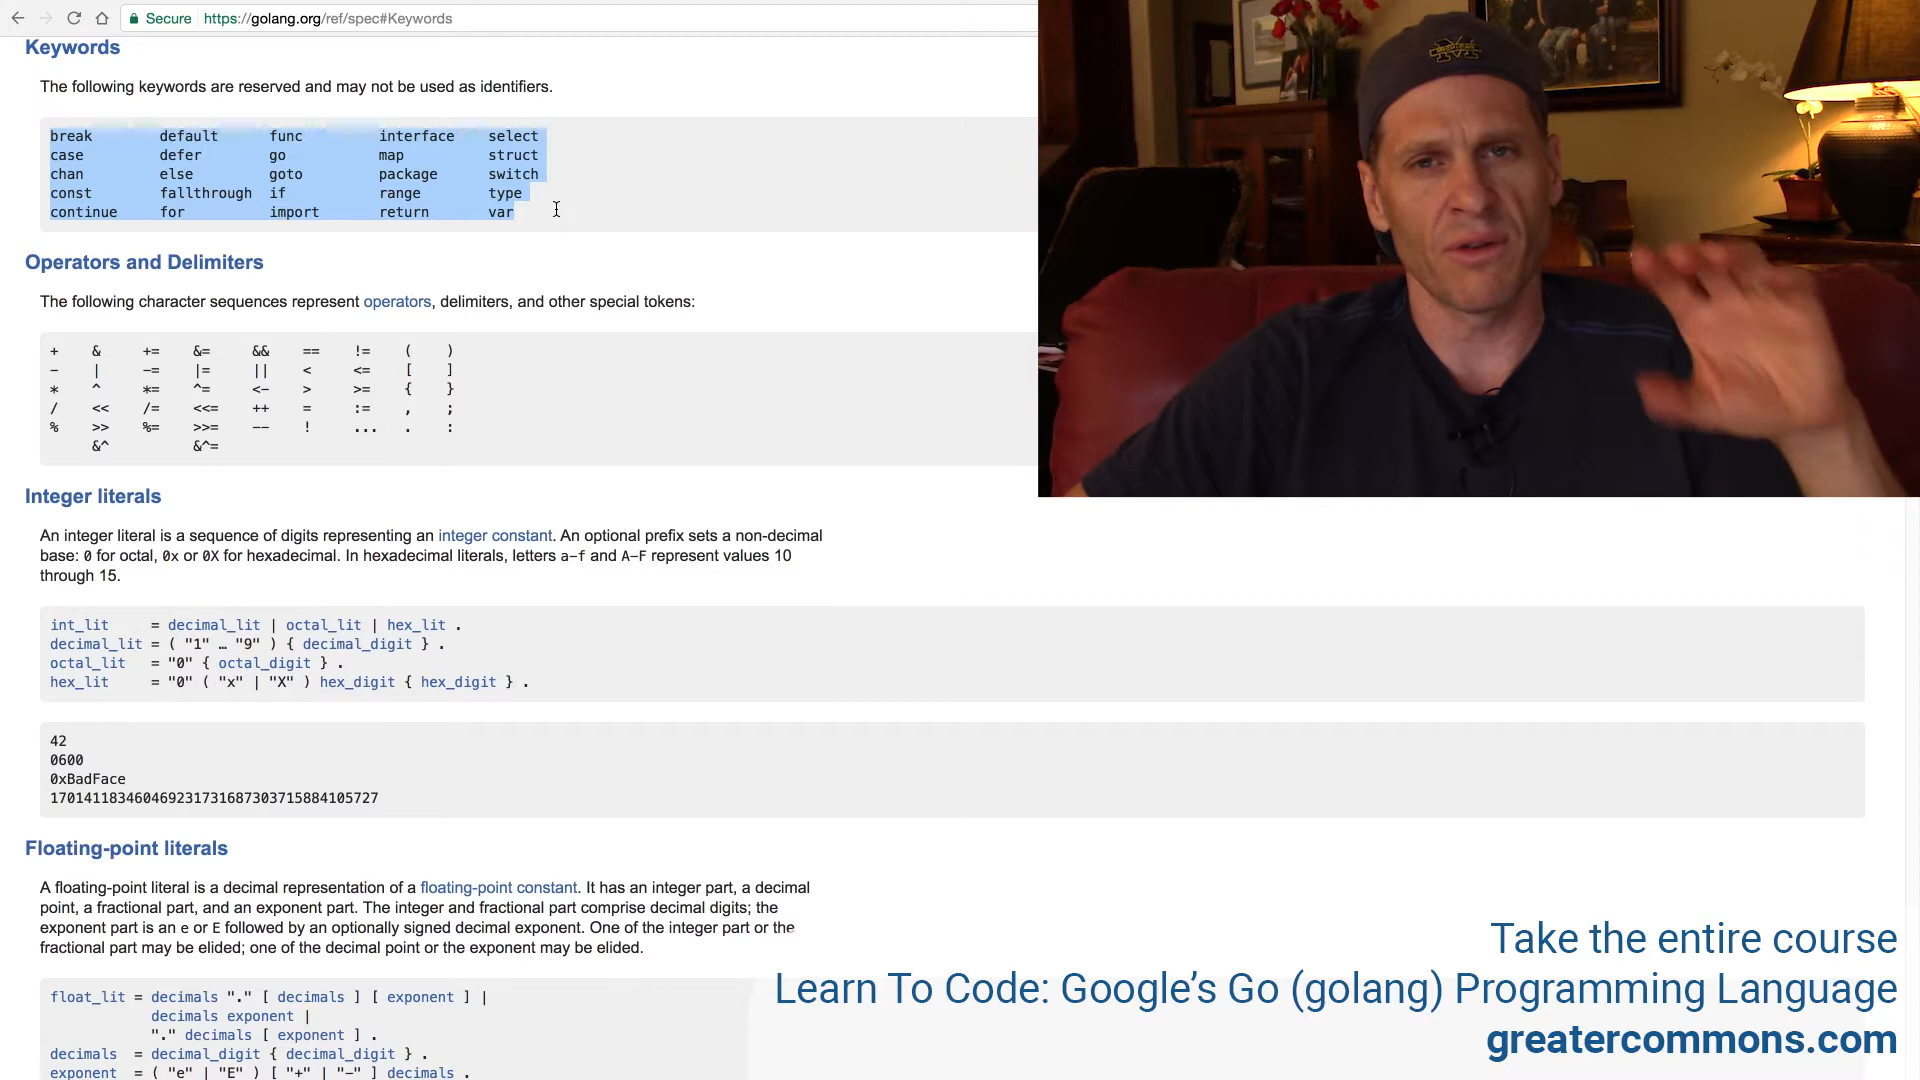 Secure https://golang.org/ref/spec#Keywords
Keywords
The following keywords are reserved and may not be used as identifiers.
break default func interface select
case defer go map struct
chan else goto package switch
const fallthrough if range type
continue for import return var
Operators and Delimiters
The following character sequences represent operators, delimiters, and other special tokens:
+ & += &= && == != ( )
- | -= |= || < <= [ ]
* ^ *= ^= <- > >= { }
/ << /= <<= ++ = := , ;
% >> %= >>= -- ! ... . :
&^ &^=
Integer literals
An integer literal is a sequence of digits representing an integer constant. An optional prefix sets a non-decimal
base: 0 for octal, 0x or 0X for hexadecimal. In hexadecimal literals, letters a-f and A-F represent values 10
through 15.
int_lit = decimal_lit | octal_lit | hex_lit .
decimal_lit = ( "1" … "9" ) { decimal_digit } .
octal_lit = "0" { octal_digit } .
hex_lit = "0" ( "x" | "X" ) hex_digit { hex_digit } .
42
0600
0xBadFace
170141183460469231731687303715884105727
Floating-point literals
A floating-point literal is a decimal representation of a floating-point constant. It has an integer part, a decimal
point, a fractional part, and an exponent part. The integer and fractional part comprise decimal digits; the
exponent part is an e or E followed by an optionally signed decimal exponent. One of the integer part or the
fractional part may be elided; one of the decimal point or the exponent may be elided.
float_lit = decimals "." [ decimals ] [ exponent ] |
decimals exponent |
"." decimals [ exponent ] .
decimals = decimal_digit { decimal_digit } .
exponent = ( "e" | "E" ) [ "+" | "-" ] decimals .
Take the entire course
Learn To Code: Google's Go (golang) Programming Language
greatercommons.com